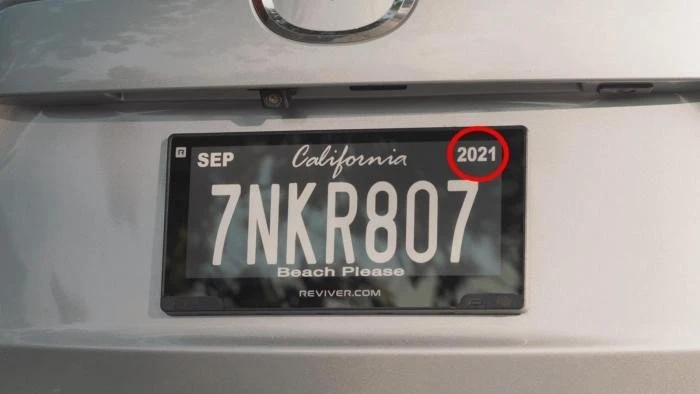 SEP California 2021
7NKR807
Beach Please
REVIVER.COM